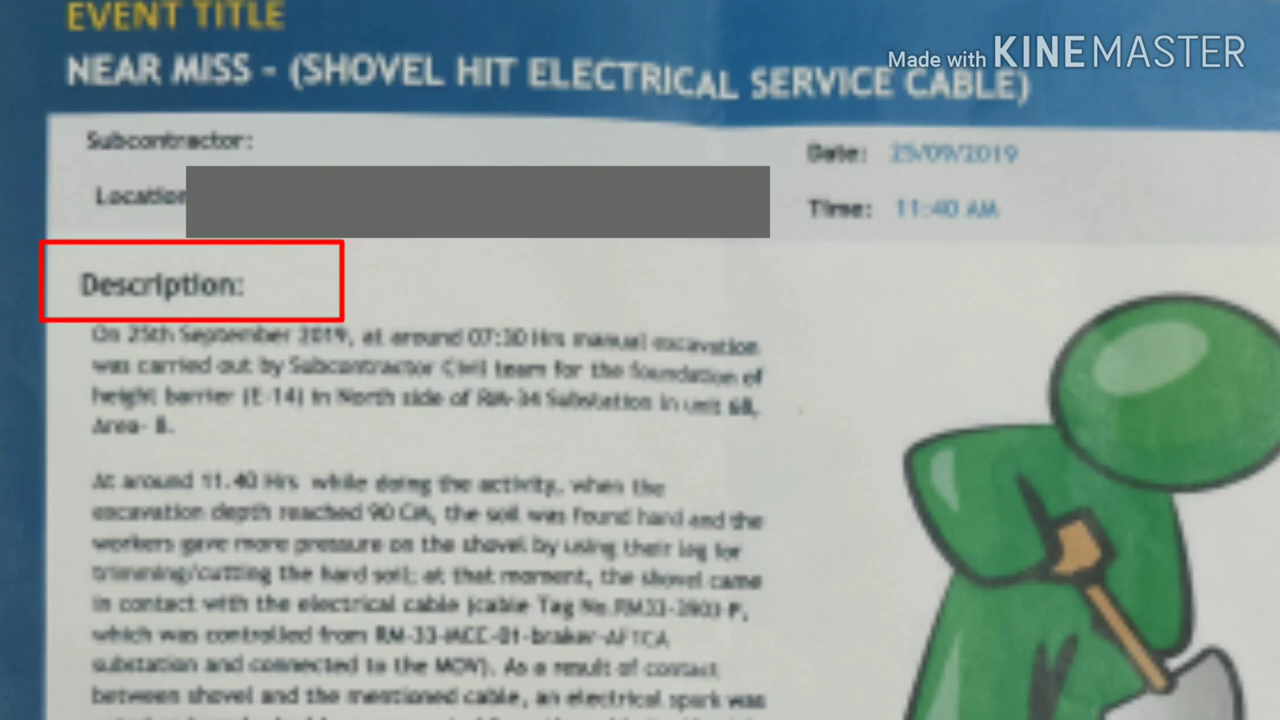 EVENT TITLE
Made with KINEMASTER
NEAR MISS - (SHOVEL HIT ELECTRICAL SERVICE CABLE)
Subcontractor:
Date: 25/09/2019
Location
Time: 11:40 AM
Description:
On 25th September 2019, at around 07:30 Hrs manual excavation
was carried out by Subcontractor Civil team for the foundation of
height barrier (E-14) in North side of RM-34 Substation in unit 68,
Area- 8.
At around 11.40 Hrs while doing the activity, when the
excavation depth reached 90 CM, the soil was found hard and the
workers gave more pressure on the shovel by using their leg for
trimming/cutting the hard soil; at that moment, the shovel came
in contact with the electrical cable (cable Tag No.
which was controlled from
substation and connected to the MOV). As a result of contact
between shovel and the mentioned cable, an electrical spark was